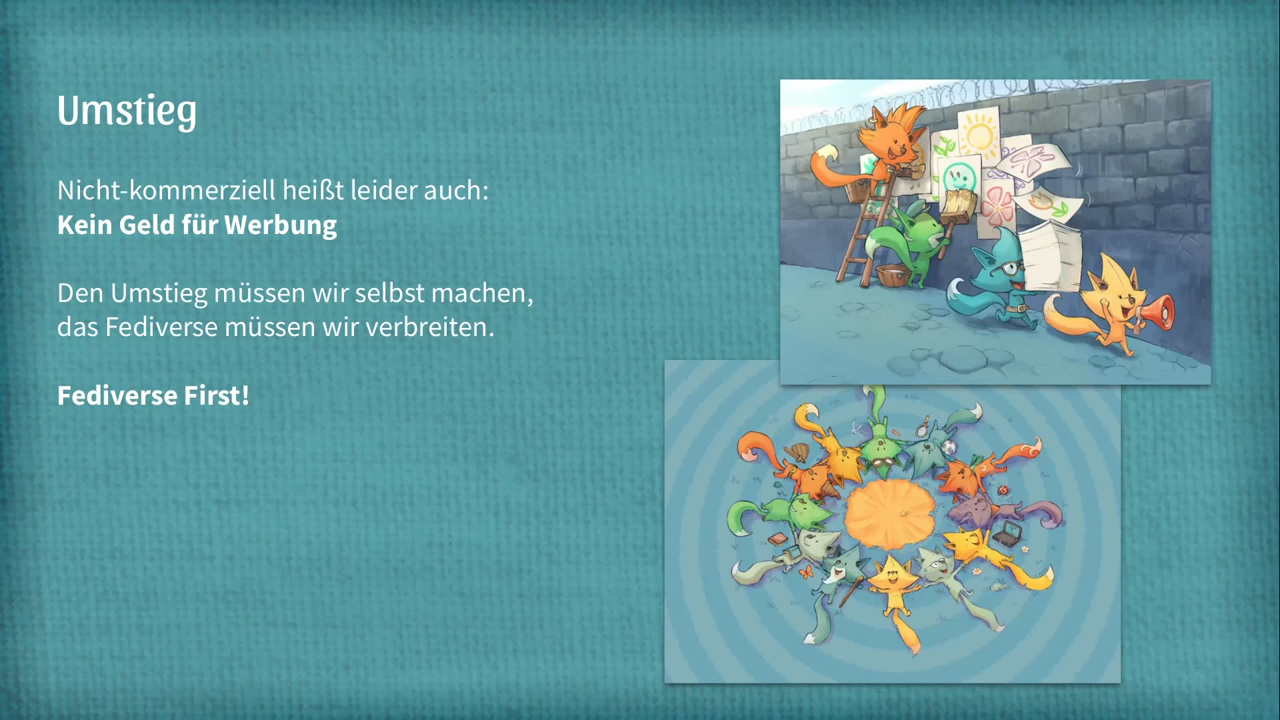 Umstieg
Nicht-kommerziell heißt leider auch:
Kein Geld für Werbung
Den Umstieg müssen wir selbst machen,
das Fediverse müssen wir verbreiten.
Fediverse First!